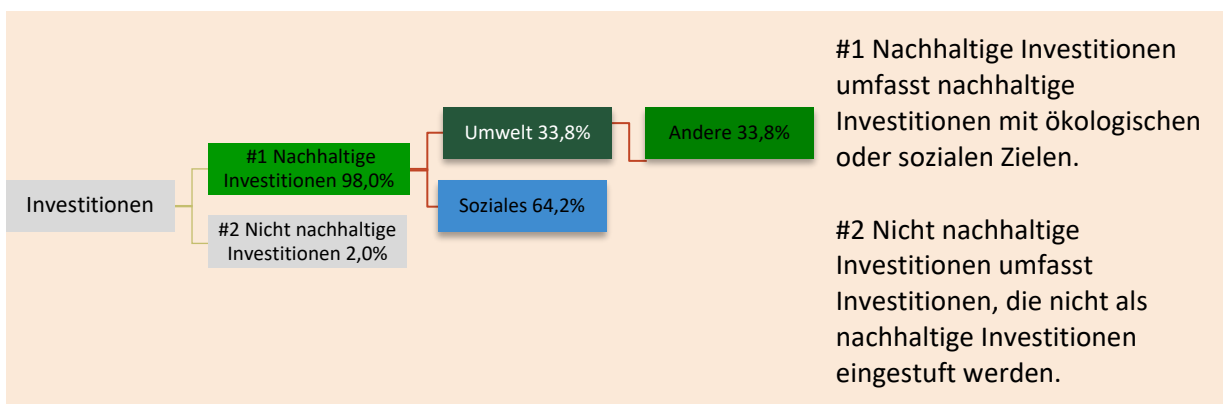 Investitionen
#1 Nachhaltige
Investitionen 98,0%
#2 Nicht nachhaltige
Investitionen 2,0%
Umwelt 33,8%
Soziales 64,2%
Andere 33,8%
#1 Nachhaltige Investitionen
umfasst nachhaltige
Investitionen mit ökologischen
oder sozialen Zielen.
#2 Nicht nachhaltige
Investitionen umfasst
Investitionen, die nicht als
nachhaltige Investitionen
eingestuft werden.